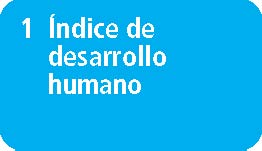 1 Índice de
desarrollo
humano